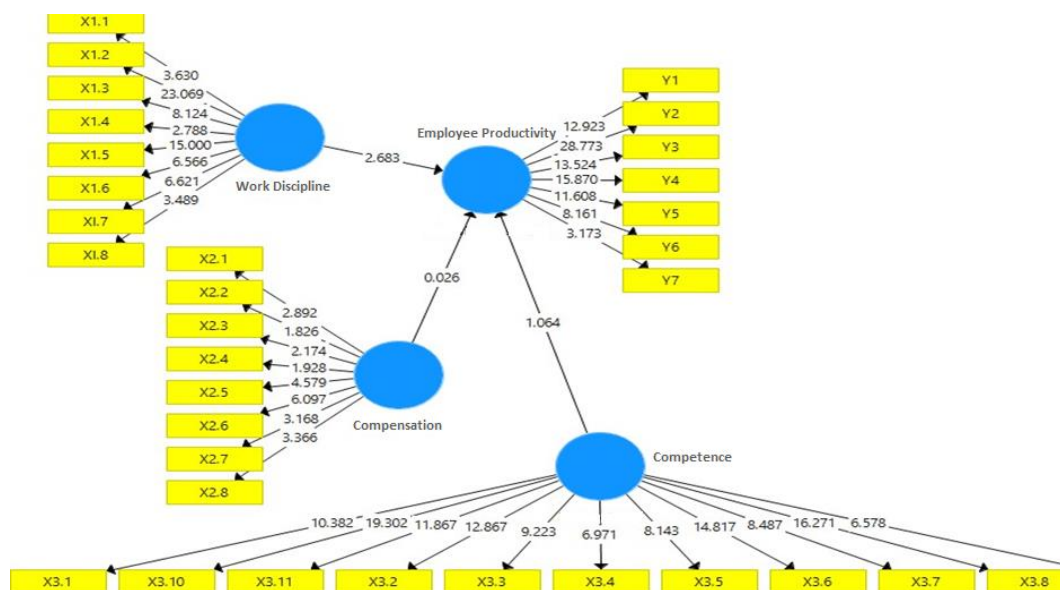 X1.1
X1.2
X1.3
X1.4
X1.5
X1.6
XI.7
XI.8
3.630
23.069
8.124
2.788
15.000
6.566
6.621
3.489
Work Discipline
2.683
Employee Productivity
12.923
28.773
13.524
15.870
11.608
8.161
3.173
Y1
Y2
Y3
Y4
Y5
Y6
Y7
X2.1
X2.2
X2.3
X2.4
X2.5
X2.6
X2.7
X2.8
2.892
1.826
2.174
1.928
4.579
6.097
3.168
3.366
Compensation
0.026
1.064
Competence
10.382
19.302
11.867
12.867
9.223
6.971
8.143
14.817
8.487
16.271
6.578
X3.1
X3.10
X3.11
X3.2
X3.3
X3.4
X3.5
X3.6
X3.7
X3.8